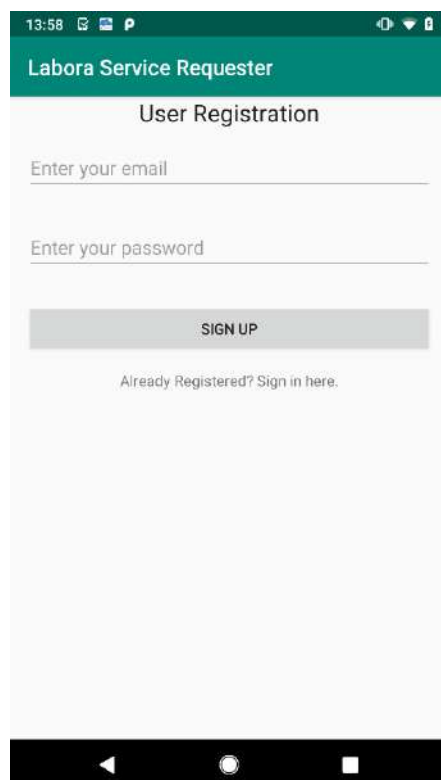 13:58
Labora Service Requester
User Registration
Enter your email
Enter your password
SIGN UP
Already Registered? Sign in here.